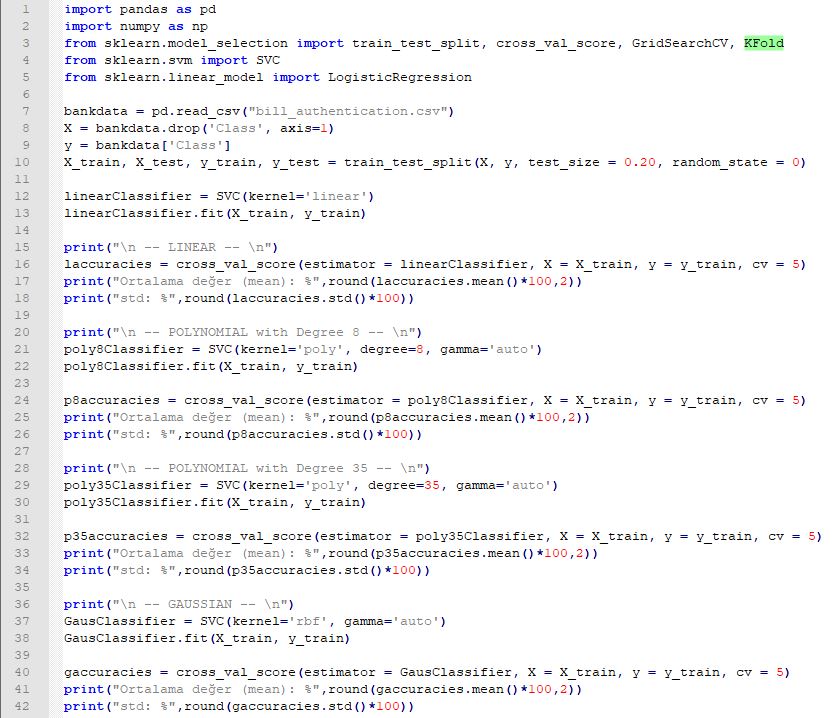 1 import pandas as pd
2 import numpy as np
3 from sklearn.model_selection import train_test_split, cross_val_score, GridSearchCV, KFold
4 from sklearn.svm import SVC
5 from sklearn.linear_model import LogisticRegression
6
7 bankdata = pd.read_csv("bill_authentication.csv")
8 X = bankdata.drop('Class', axis=1)
9 y = bankdata['Class']
10 X_train, X_test, y_train, y_test = train_test_split(X, y, test_size = 0.20, random_state = 0)
11
12 linearClassifier = SVC(kernel='linear')
13 linearClassifier.fit(X_train, y_train)
14
15 print("\n -- LINEAR -- \n")
16 laccuracies = cross_val_score(estimator = linearClassifier, X = X_train, y = y_train, cv = 5)
17 print("Ortalama değer (mean): %",round(laccuracies.mean()*100,2))
18 print("std: %",round(laccuracies.std()*100))
19
20 print("\n -- POLYNOMIAL with Degree 8 -- \n")
21 poly8Classifier = SVC(kernel='poly', degree=8, gamma='auto')
22 poly8Classifier.fit(X_train, y_train)
23
24 p8accuracies = cross_val_score(estimator = poly8Classifier, X = X_train, y = y_train, cv = 5)
25 print("Ortalama değer (mean): %",round(p8accuracies.mean()*100,2))
26 print("std: %",round(p8accuracies.std()*100))
27
28 print("\n -- POLYNOMIAL with Degree 35 -- \n")
29 poly35Classifier = SVC(kernel='poly', degree=35, gamma='auto')
30 poly35Classifier.fit(X_train, y_train)
31
32 p35accuracies = cross_val_score(estimator = poly35Classifier, X = X_train, y = y_train, cv = 5)
33 print("Ortalama değer (mean): %",round(p35accuracies.mean()*100,2))
34 print("std: %",round(p35accuracies.std()*100))
35
36 print("\n -- GAUSSIAN -- \n")
37 GausClassifier = SVC(kernel='rbf', gamma='auto')
38 GausClassifier.fit(X_train, y_train)
39
40 gaccuracies = cross_val_score(estimator = GausClassifier, X = X_train, y = y_train, cv = 5)
41 print("Ortalama değer (mean): %",round(gaccuracies.mean()*100,2))
42 print("std: %",round(gaccuracies.std()*100))